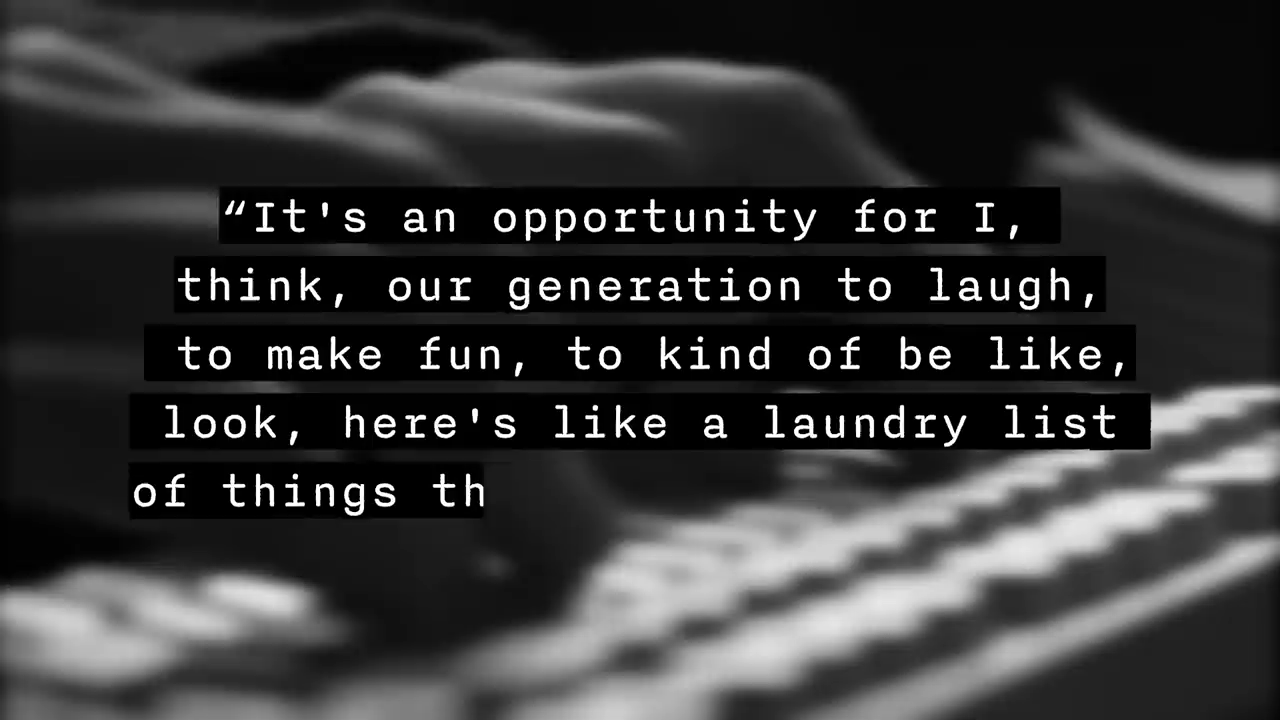 “It's an opportunity for I,
think, our generation to laugh,
to make fun, to kind of be like,
look, here's like a laundry list
of things th